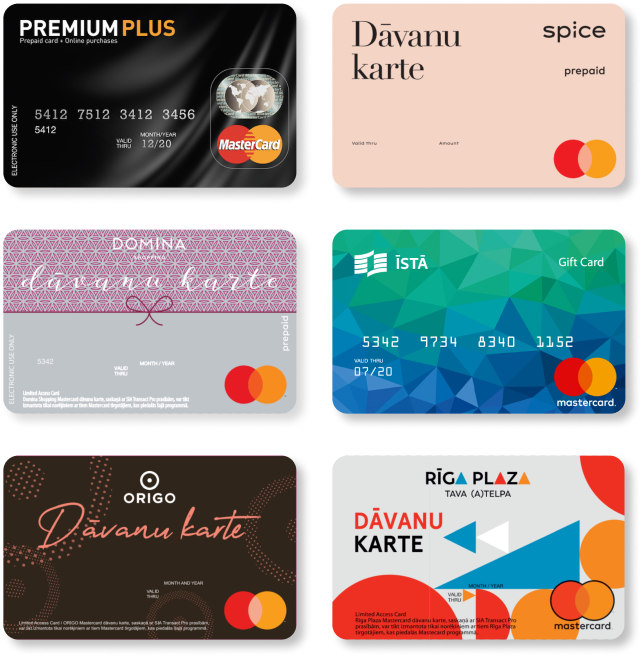 PREMIUMPLUS
Prepaid card + Online purchases
ELECTRONIC USE ONLY
5412 7512 3412 3456
5412
MONTH/YEAR
VALID
THRU
12/20
MasterCard
Dāvanu
karte
spice
prepaid
Valid thru
Amount
DOMINA
SHOPPING
dāvanu karte
prepaid
ELECTRONIC USE ONLY
5342
MONTH / YEAR
VALID
THRU
Limited Access Card
Domina Shopping Mastercard dāvanu karte, saskaņā ar SIA Transact Pro prasībām, var tikt
izmantota tikai norēķiniem ar tiem Mastercard tirgotājiem, kas piedalās šajā programmā.
ĪSTĀ
Gift Card
5342 9734 8340 1152
VALID THRU
07/20
mastercard.
ORIGO
Dāvanu karte
MONTH AND YEAR
VALID
THRU
Limited Access Card / ORIGO Mastercard dāvanu karte, saskaņā ar SIA Transact Pro prasībām,
var tikt izmantota tikai norēķiniem ar tiem Mastercard tirgotājiem, kas piedalās programmā.
RĪGA PLAZA
TAVA (A)TELPA
DĀVANU
KARTE
MONTH / YEAR
VALID
THRU
Limited Access Card
Rīga Plaza Mastercard dāvanu karte, saskaņā ar SIA Transact Pro
prasībām, var tikt izmantota tikai norēķiniem ar tiem Rīga Plaza
tirgotājiem, kas piedalās Mastercard programmā.
mastercard.